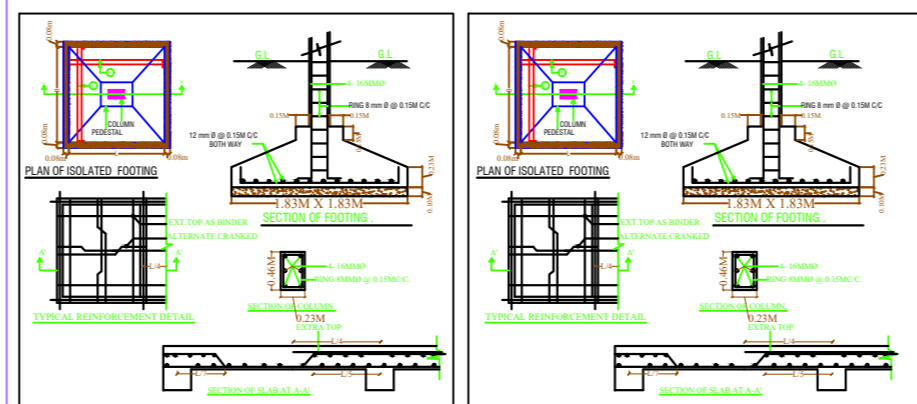 0.08m
G.L
G.L
4- 16MMØ
RING 8 mm Ø @ 0.15M C/C
0.15M
0.15M
COLUMN
PEDESTAL
12 mm Ø @ 0.15M C/C
BOTH WAY
0.08m
0.08m
0.08m
0.23M
0.10M
PLAN OF ISOLATED FOOTING
1.83M X 1.83M
SECTION OF FOOTING .
EXT.TOP AS BINDER
ALTERNATE CRANKED
A'
L/4
A'
0.46M
4- 16MMØ
RING 8MMØ @ 0.15MC/C.
SECTION OF COLUMN.
0.23M
TYPICAL REINFORCEMENT DETAIL
EXTRA TOP
L/4
L/7
L/5
SECTION OF SLAB AT A-A'
0.08m
G.L
G.L
4- 16MMØ
RING 8 mm Ø @ 0.15M C/C
0.15M
0.15M
COLUMN
PEDESTAL
12 mm Ø @ 0.15M C/C
BOTH WAY
0.08m
0.08m
0.08m
0.23M
0.10M
PLAN OF ISOLATED FOOTING
1.83M X 1.83M
SECTION OF FOOTING .
EXT.TOP AS BINDER
ALTERNATE CRANKED
A'
L/4
A'
0.46M
4- 16MMØ
RING 8MMØ @ 0.15MC/C.
SECTION OF COLUMN.
0.23M
TYPICAL REINFORCEMENT DETAIL
EXTRA TOP
L/4
L/7
L/5
SECTION OF SLAB AT A-A'